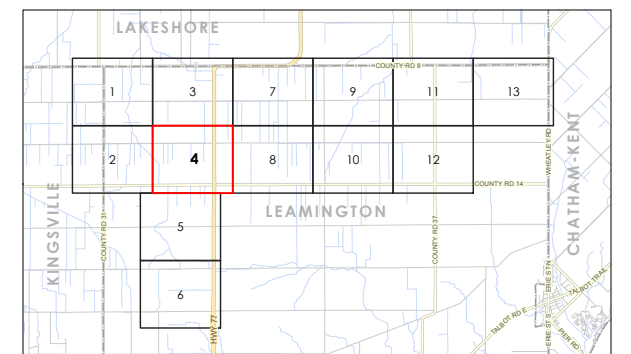 LAKESHORE
COUNTY RD 8
1
3
7
9
11
13
2
4
8
10
12
WHEATLEY RD
CHATHAM-KENT
COUNTY RD 14
KINGSVILLE
COUNTY RD 31
5
LEAMINGTON
COUNTY RD 37
6
HWY 77
ERIE ST N
TALBOT TRAIL
TALBOT RD E
ERIE ST S
PIER RD